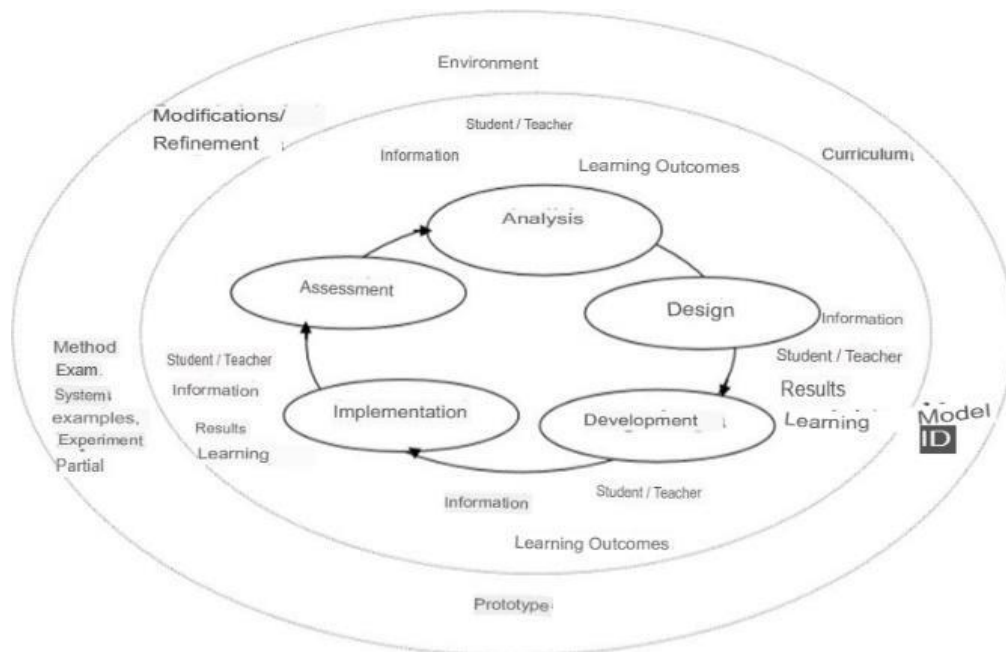 Environment
Modifications/
Refinement
Student / Teacher
Information
Learning Outcomes
Curriculum
Analysis
Assessment
Design
Information
Student / Teacher
Results
Learning
Model
ID
Method
Exam.
System
examples,
Experiment
Partial
Student / Teacher
Information
Results
Learning
Implementation
Development
Information
Student / Teacher
Learning Outcomes
Prototype